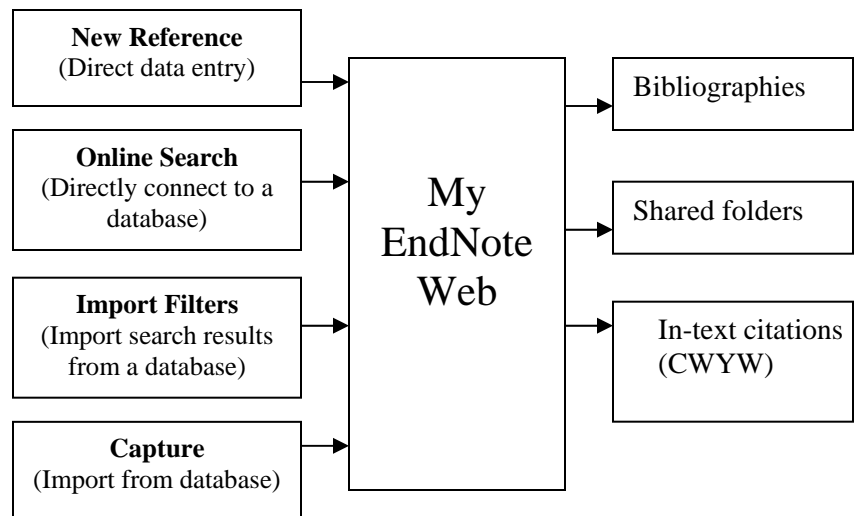 New Reference
(Direct data entry)
Online Search
(Directly connect to a
database)
Import Filters
(Import search results
from a database)
Capture
(Import from database)
My
EndNote
Web
Bibliographies
Shared folders
In-text citations
(CWYW)